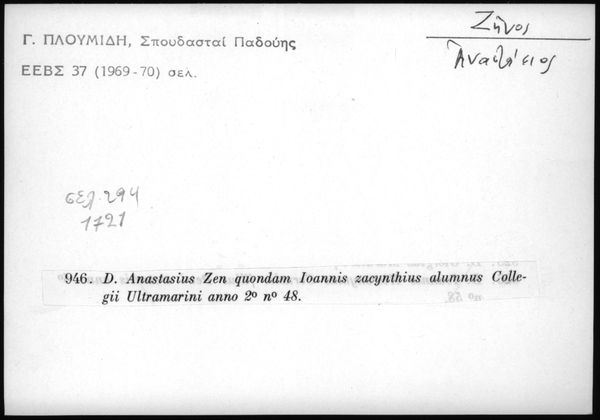 Γ. ΠΛΟΥΜΙΔΗ, Σπουδασταί Παδούης
ΕΕΒΣ 37 (1969-70) σελ.
Ζήνος
Ἀναστάσιος
σελ. 294
1721
946. D. Anastasius Zen quondam Ioannis zacynthius alumnus Colle-
gii Ultramarini anno 2º nº 48.